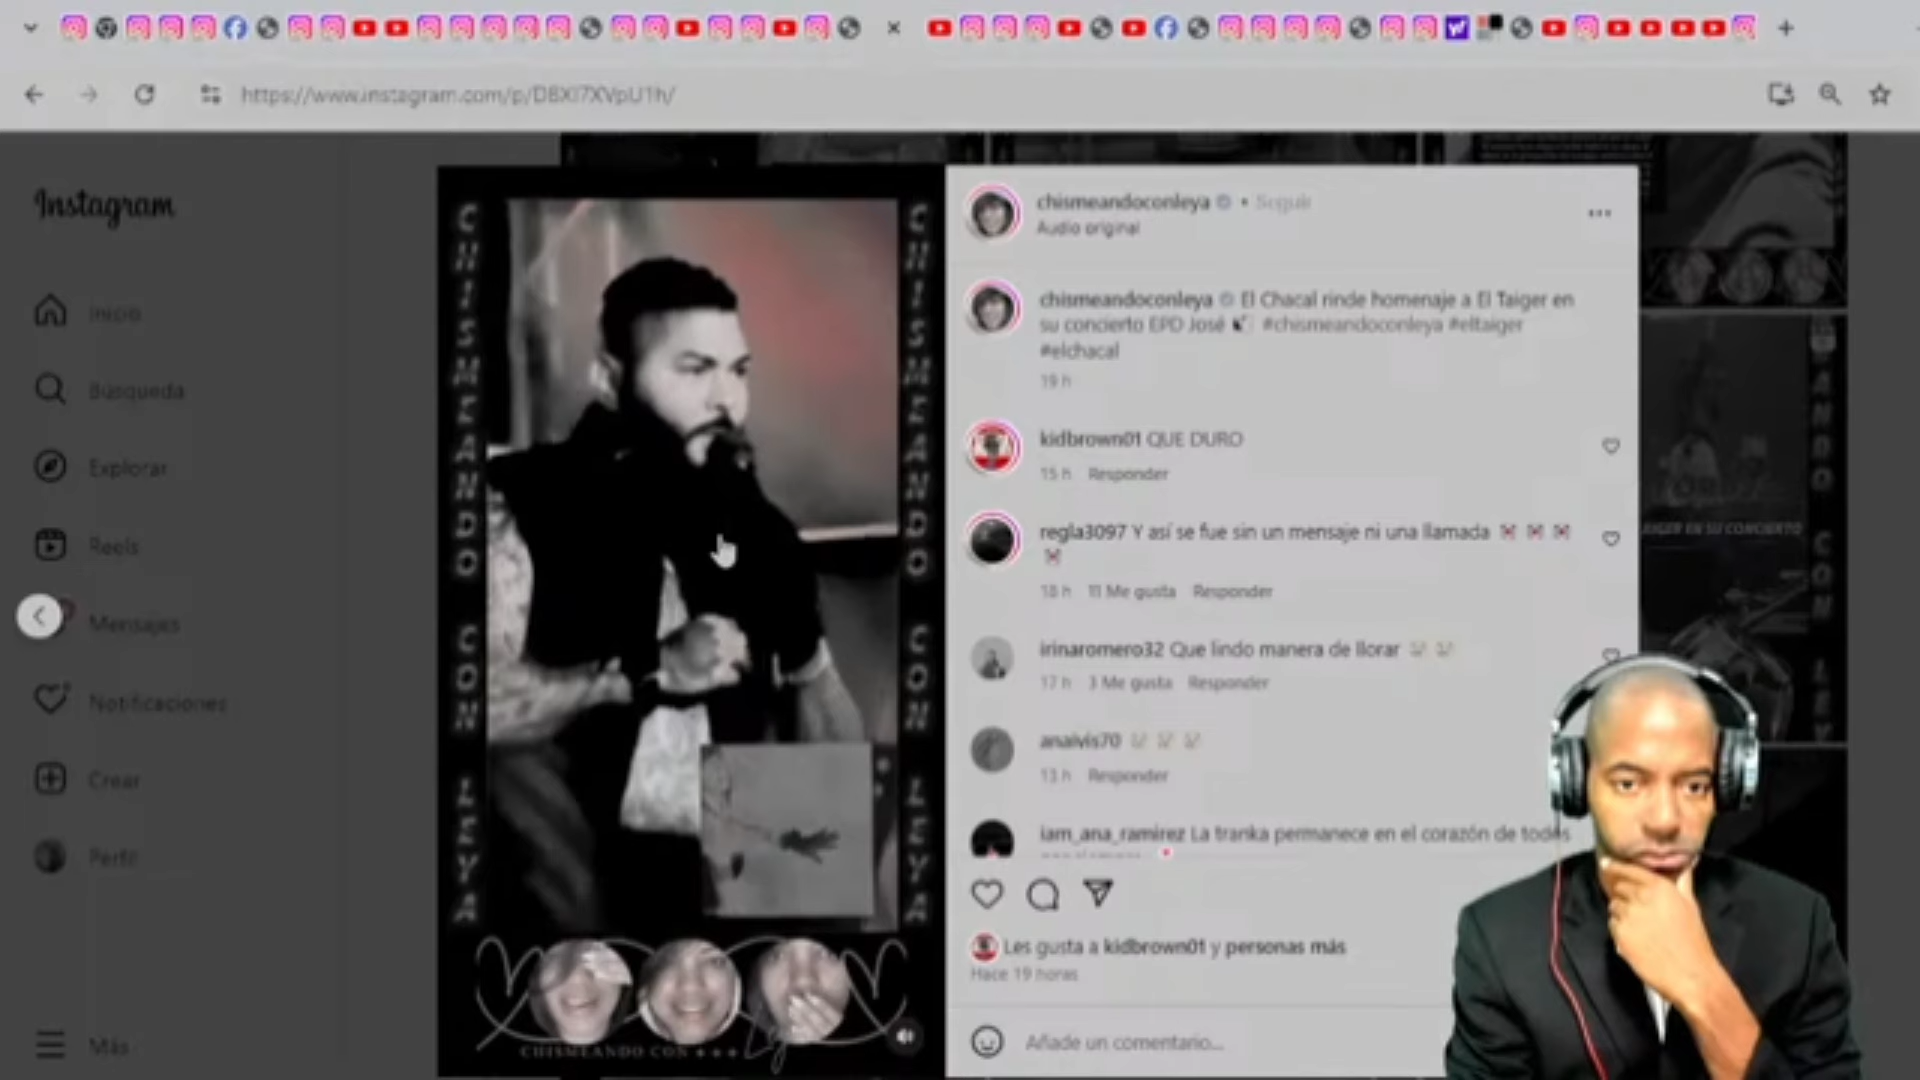 https://www.instagram.com/p/DBXI7XVpU1h/
Instagram
Inicio
Búsqueda
Explorar
Reels
Mensajes
Notificaciones
Crear
Perfil
Más
CHISMEANDO CON LEYA
CHISMEANDO CON LEYA
CHISMEANDO CON
chismeandoconleya • Seguir
Audio original
chismeandoconleya El Chacal rinde homenaje a El Taiger en
su concierto EPD José #chismeandoconleya #eltaiger
#elchacal
19 h
kidbrown01 QUE DURO
15 h Responder
regla3097 Y así se fue sin un mensaje ni una llamada
18 h 11 Me gusta Responder
irinaromero32 Que lindo manera de llorar
17 h 3 Me gusta Responder
anaivis70
13 h Responder
iam_ana_ramirez La tranka permanece en el corazón de todos
Les gusta a kidbrown01 y personas más
Hace 19 horas
Añade un comentario...
EN SU CONCIERTO